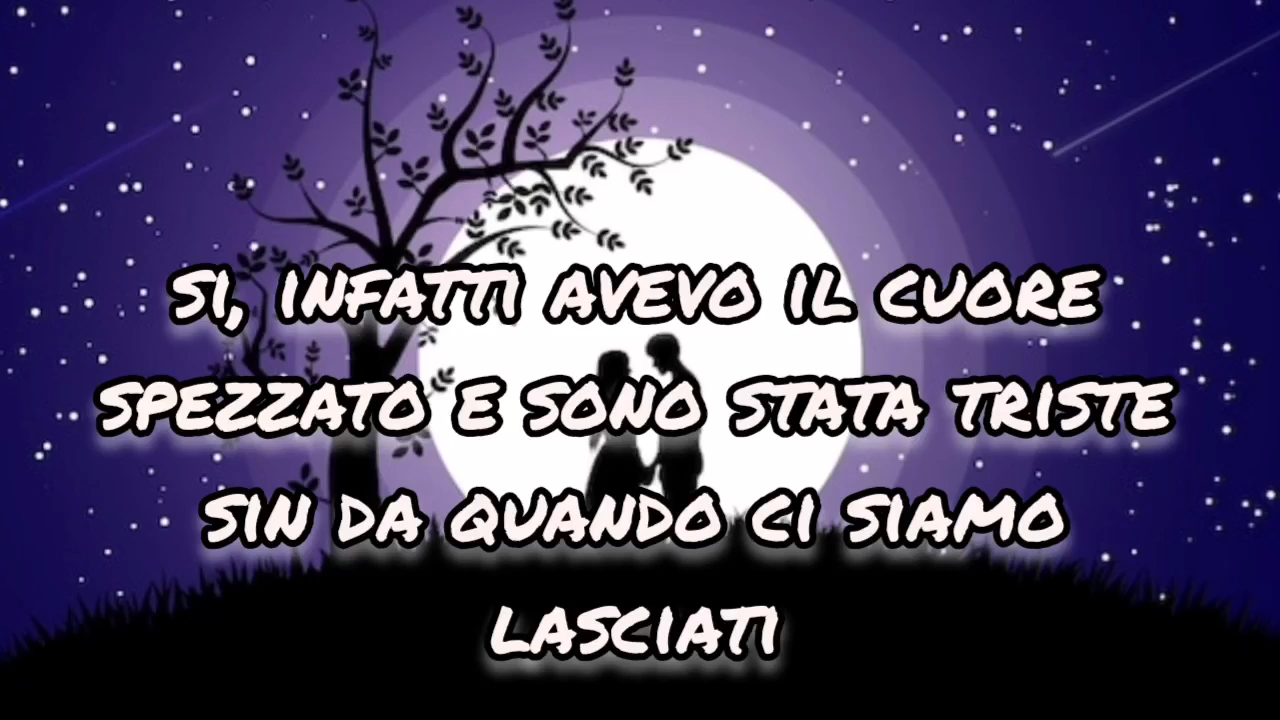 SI, INFATTI AVEVO IL CUORE
SPEZZATO E SONO STATA TRISTE
SIN DA QUANDO CI SIAMO
LASCIATI